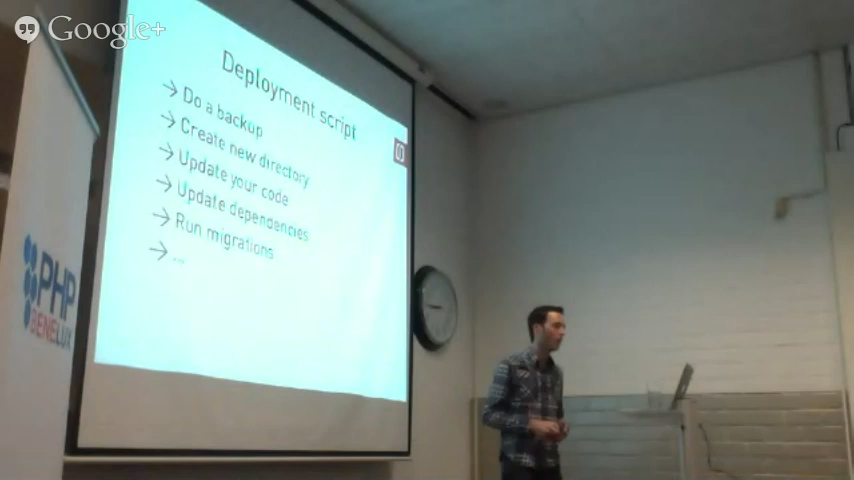 Google+
Deployment script
→ Do a backup
→ Create new directory
→ Update your code
→ Update dependencies
→ Run migrations
→ ...
PHP
BENELUX